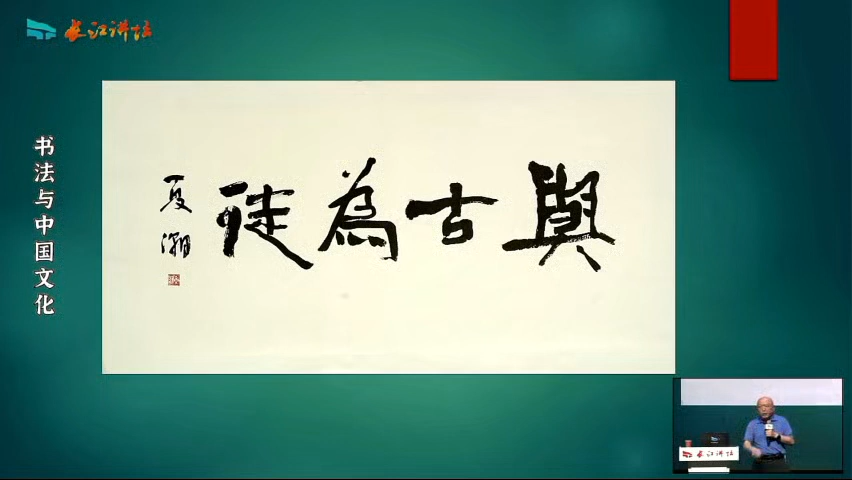 长江讲坛
书法与中国文化
與古為徒
夏潮
长江讲坛